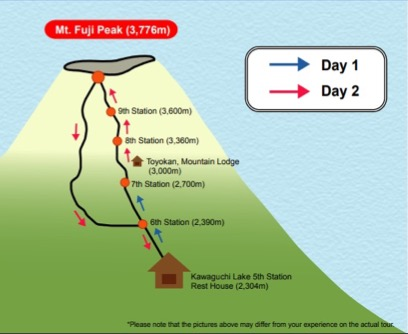 Mt. Fuji Peak (3,776m)
Day 1
Day 2
9th Station (3,600m)
8th Station (3,360m)
Toyokan, Mountain Lodge
(3,000m)
7th Station (2,700m)
6th Station (2,390m)
Kawaguchi Lake 5th Station
Rest House (2,304m)
*Please note that the pictures above may differ from your experience on the actual tour.